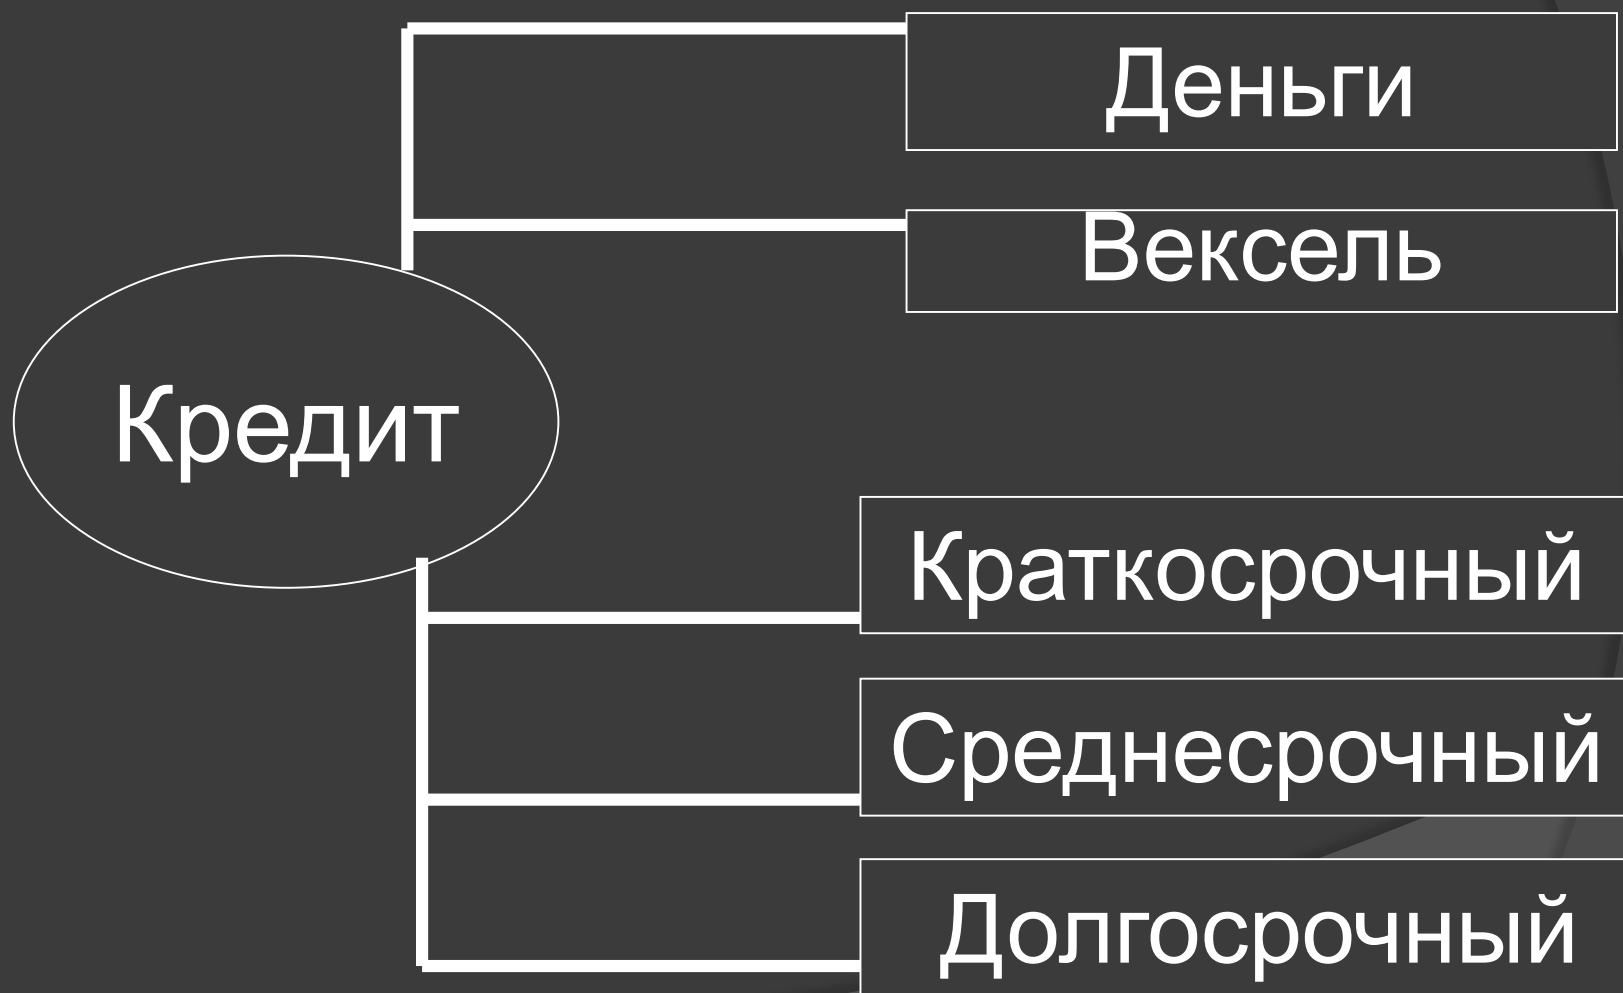 Деньги
Вексель
Кредит
Краткосрочный
Среднесрочный
Долгосрочный